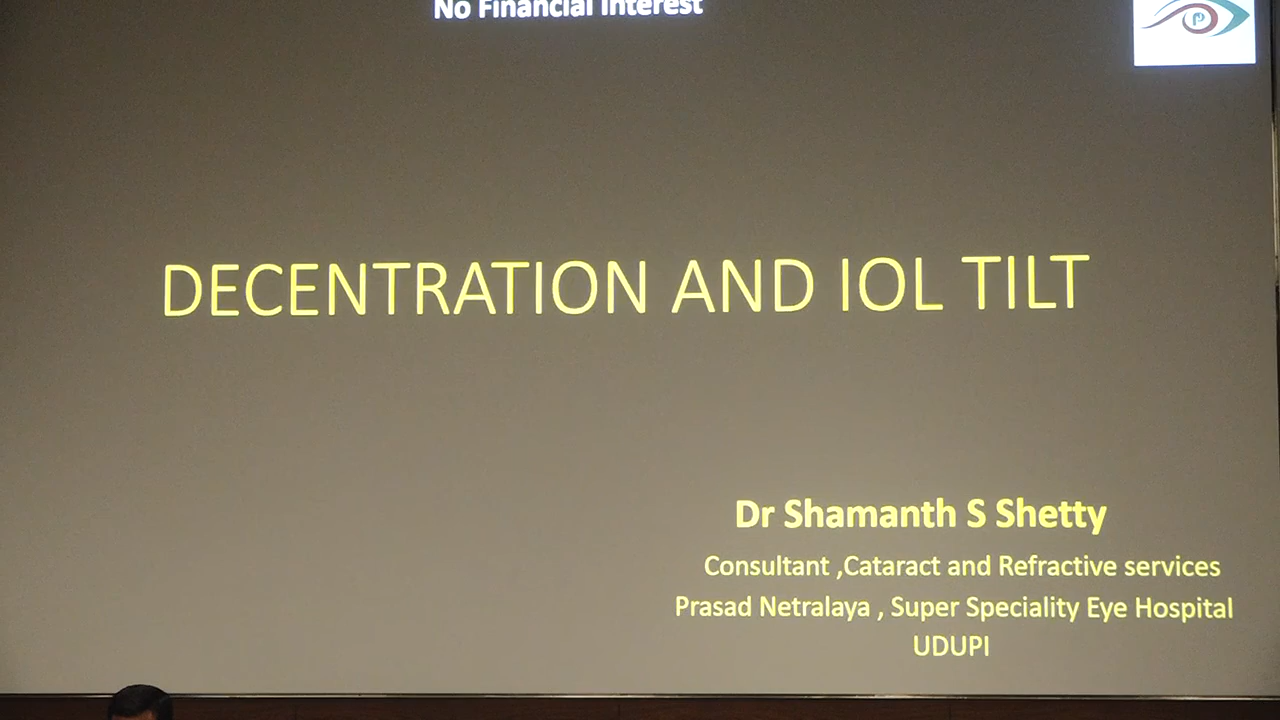 No Financial Interest
DECENTRATION AND IOL TILT
Dr Shamanth S Shetty
Consultant ,Cataract and Refractive services
Prasad Netralaya , Super Speciality Eye Hospital
UDUPI